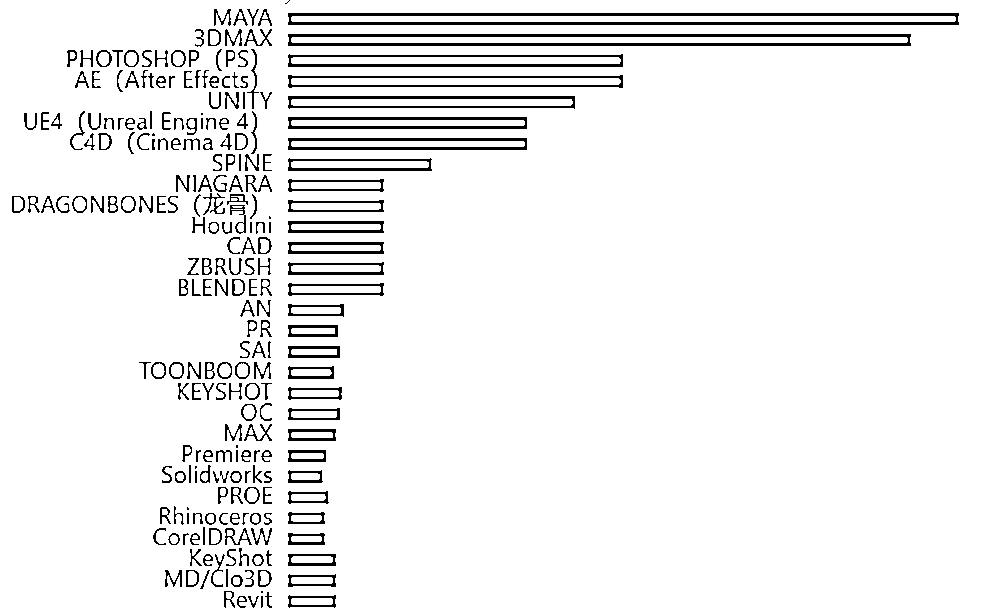 MAYA
3DMAX
PHOTOSHOP（PS）
AE（After Effects）
UNITY
UE4（Unreal Engine 4）
C4D（Cinema 4D）
SPINE
NIAGARA
DRAGONBONES（龙骨）
Houdini
CAD
ZBRUSH
BLENDER
AN
PR
SAI
TOONBOOM
KEYSHOT
OC
MAX
Premiere
Solidworks
PROE
Rhinoceros
CorelDRAW
KeyShot
MD/Clo3D
Revit